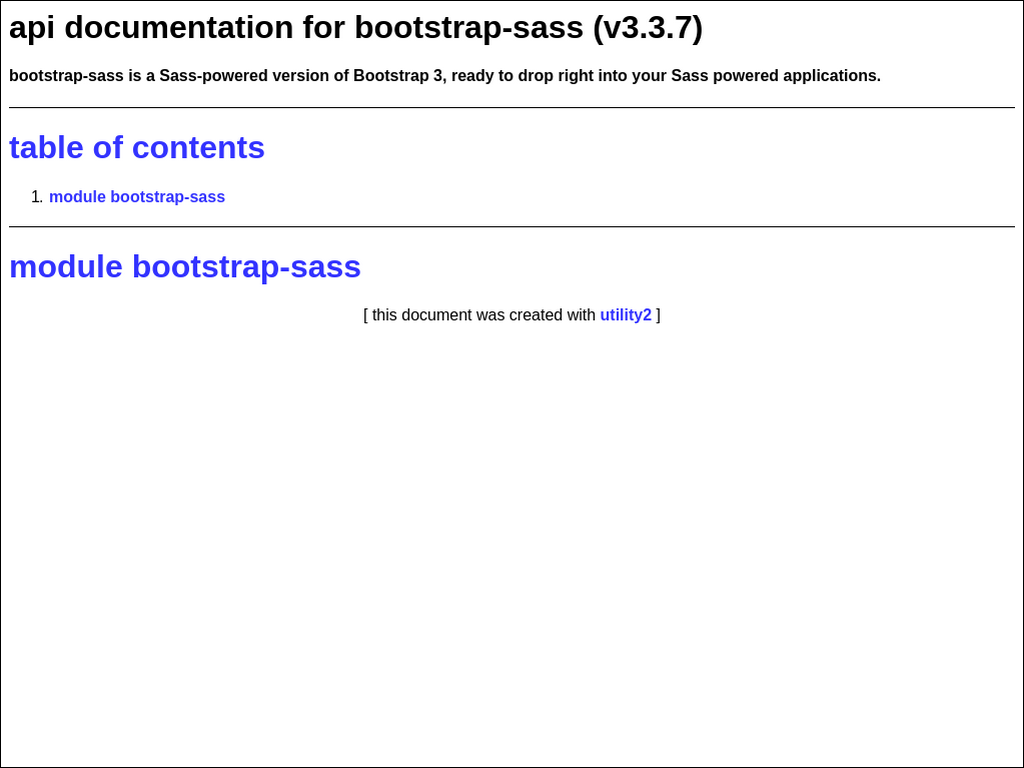 api documentation for bootstrap-sass (v3.3.7)
bootstrap-sass is a Sass-powered version of Bootstrap 3, ready to drop right into your Sass powered applications.
table of contents
1. module bootstrap-sass
module bootstrap-sass
[ this document was created with utility2 ]